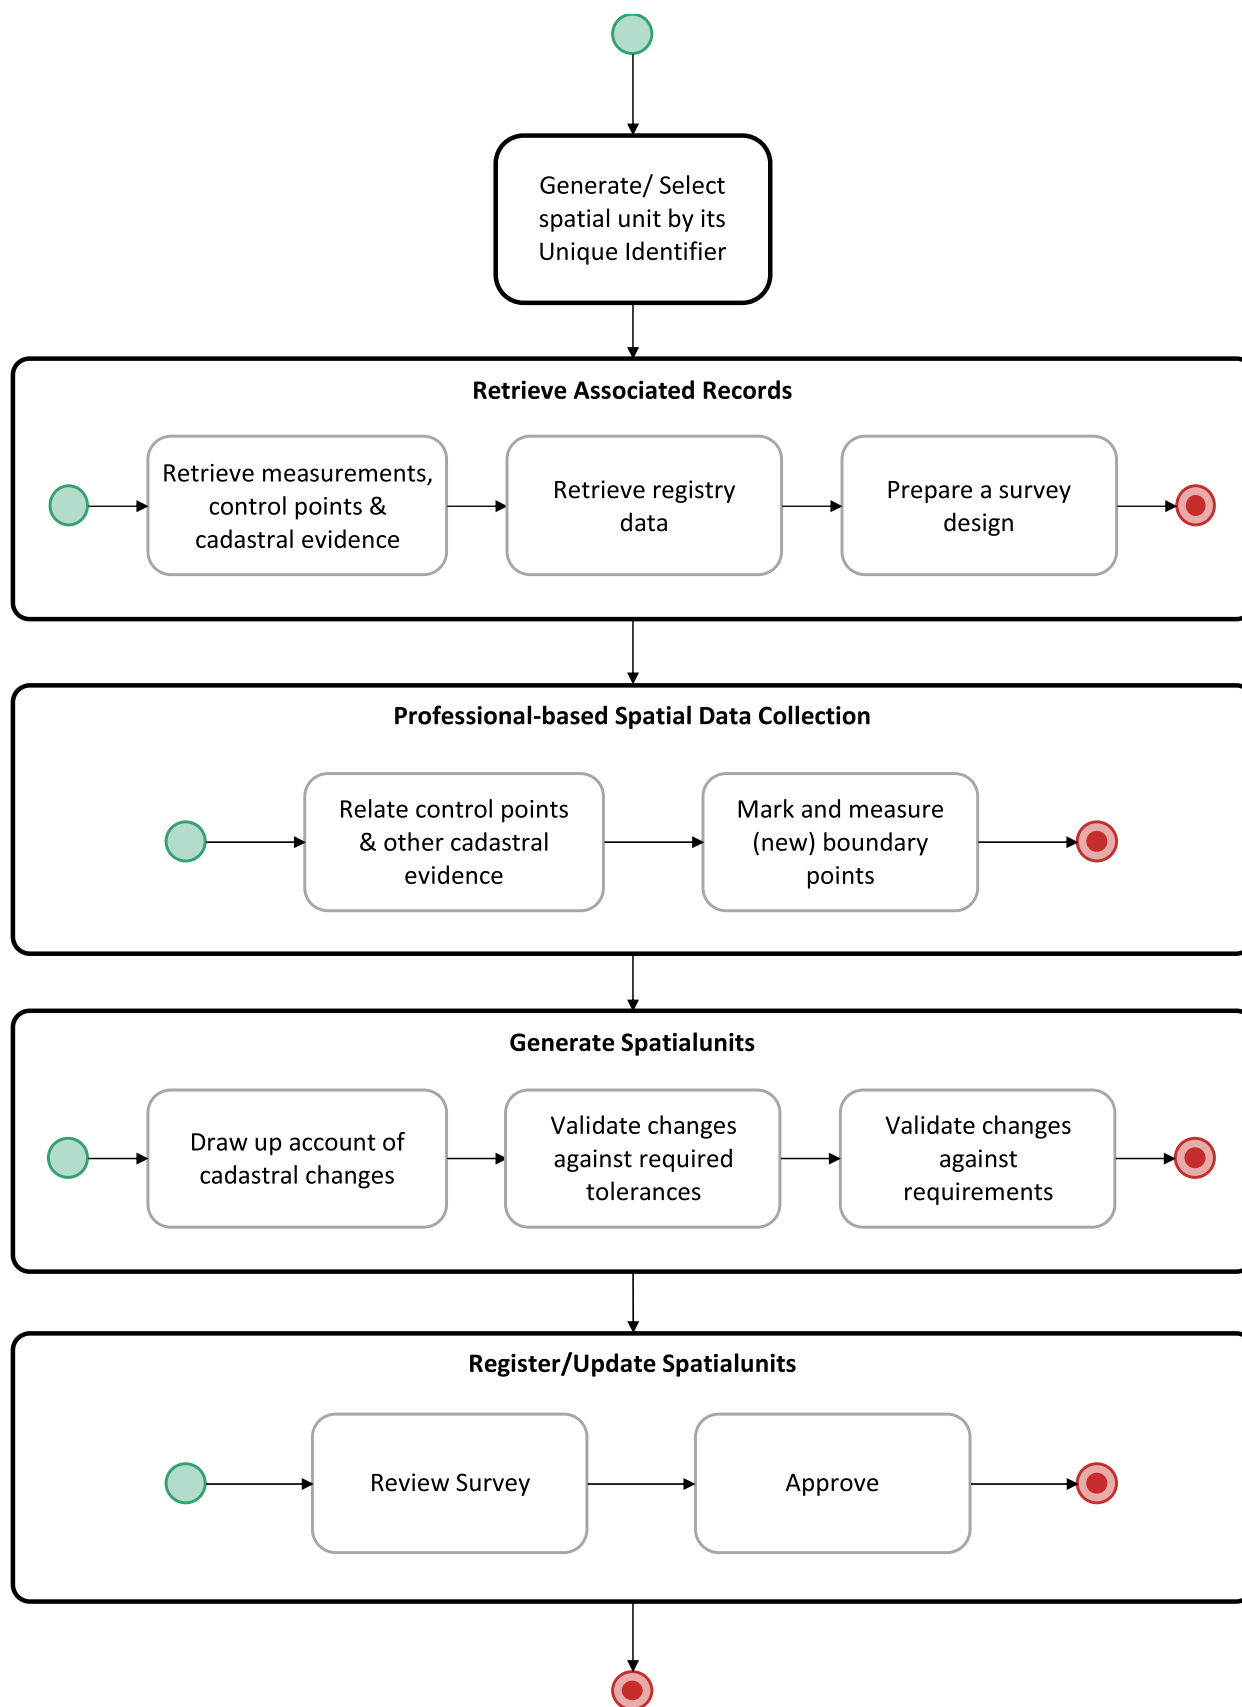 Generate/ Select
spatial unit by its
Unique Identifier
Retrieve Associated Records
Retrieve measurements,
control points &
cadastral evidence
Retrieve registry
data
Prepare a survey
design
Professional-based Spatial Data Collection
Relate control points
& other cadastral
evidence
Mark and measure
(new) boundary
points
Generate Spatialunits
Draw up account of
cadastral changes
Validate changes
against required
tolerances
Validate changes
against
requirements
Register/Update Spatialunits
Review Survey
Approve